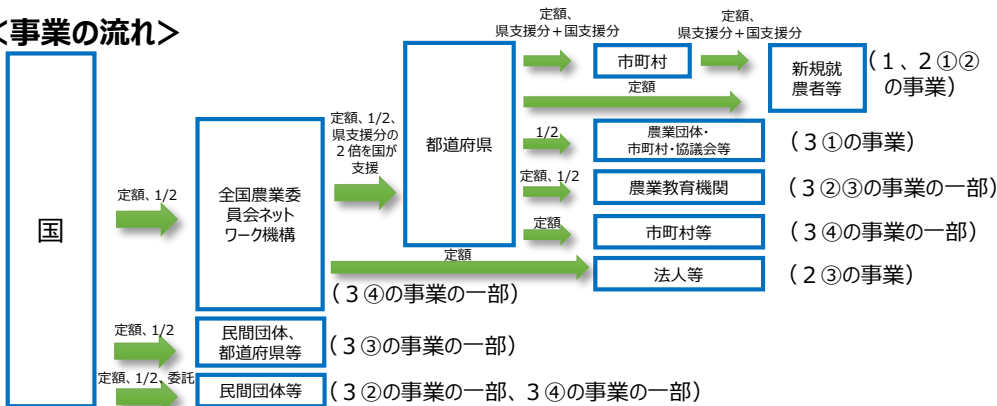 ＜事業の流れ＞
国
定額、1/2
全国農業委
員会ネット
ワーク機構
定額、1/2、
県支援分の
２倍を国が
支援
都道府県
定額、
県支援分＋国支援分
市町村
定額、
県支援分＋国支援分
新規就
農者等
（１、２①②
の事業）
定額
1/2
農業団体・
市町村・協議会等
（３①の事業）
定額、1/2
農業教育機関
（３②③の事業の一部）
定額
市町村等
（３④の事業の一部）
定額
法人等
（２③の事業）
（３④の事業の一部）
定額、1/2
民間団体、
都道府県等
（３③の事業の一部）
定額、1/2、委託
民間団体等
（３②の事業の一部、３④の事業の一部）